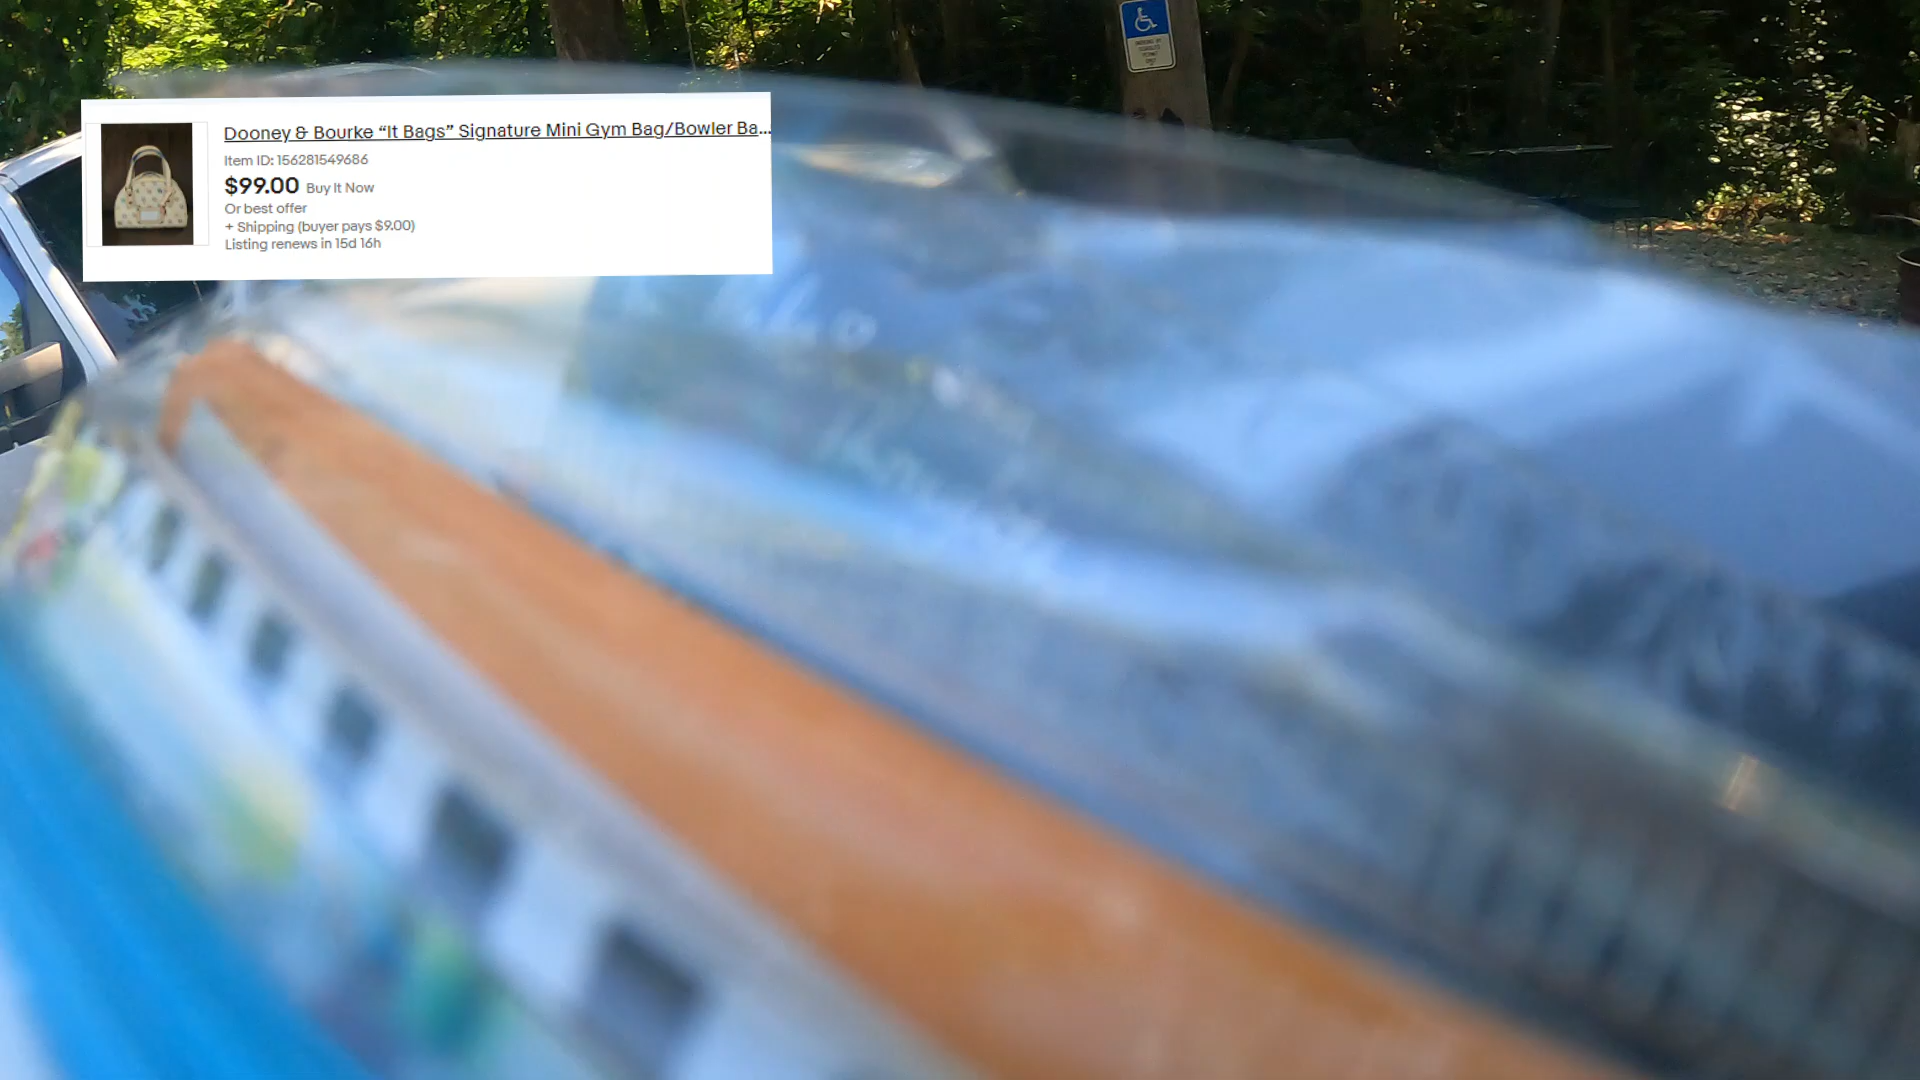 Dooney & Bourke “It Bags” Signature Mini Gym Bag/Bowler Ba...
Item ID: 156281549686
$99.00 Buy It Now
Or best offer
+ Shipping (buyer pays $9.00)
Listing renews in 15d 16h